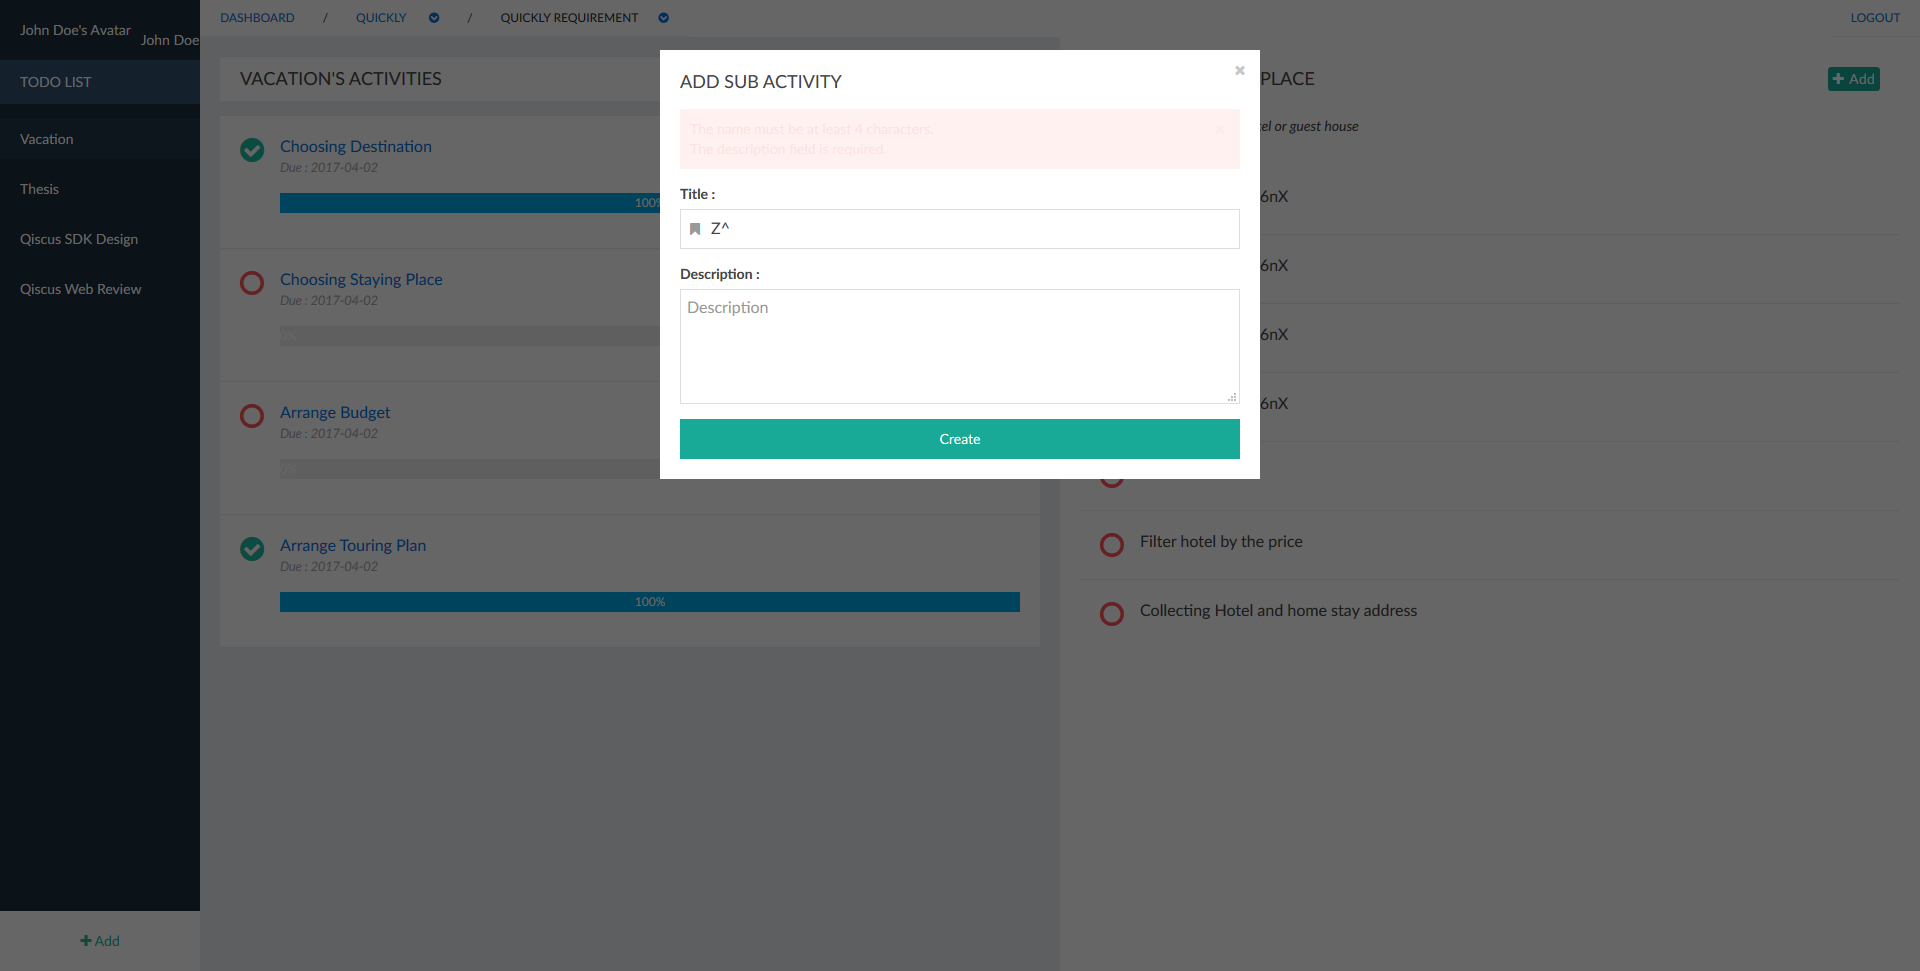 John Doe's Avatar
John Doe
TODO LIST
Vacation
Thesis
Qiscus SDK Design
Qiscus Web Review
+ Add
DASHBOARD / QUICKLY / QUICKLY REQUIREMENT
LOGOUT
VACATION'S ACTIVITIES
Choosing Destination
Due : 2017-04-02
100%
Choosing Staying Place
Due : 2017-04-02
0%
Arrange Budget
Due : 2017-04-02
0%
Arrange Touring Plan
Due : 2017-04-02
100%
ADD SUB ACTIVITY
The name must be at least 4 characters.
The description field is required.
Title :
Z^
Description :
Description
Create
PLACE
+ Add
or guest house
6nX
6nX
6nX
6nX
Filter hotel by the price
Collecting Hotel and home stay address